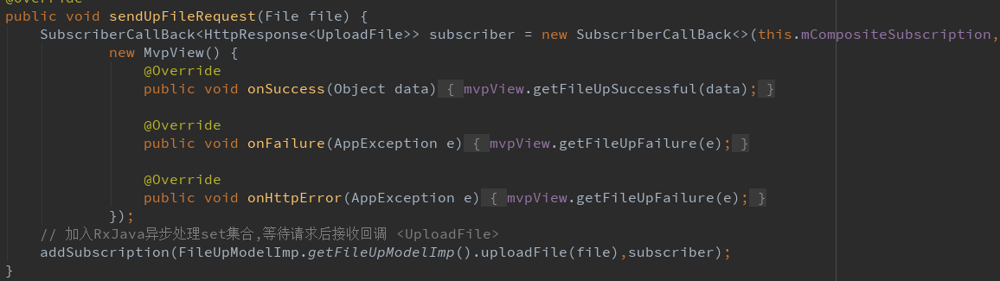 @Override
public void sendUpFileRequest(File file) {
SubscriberCallBack<HttpResponse<UploadFile>> subscriber = new SubscriberCallBack<>(this.mCompositeSubscription,
new MvpView() {
@Override
public void onSuccess(Object data) { mvpView.getFileUpSuccessful(data); }
@Override
public void onFailure(AppException e) { mvpView.getFileUpFailure(e); }
@Override
public void onHttpError(AppException e) { mvpView.getFileUpFailure(e); }
});
// 加入RxJava异步处理set集合,等待请求后接收回调 <UploadFile>
addSubscription(FileUpModelImp.getFileUpModelImp().uploadFile(file),subscriber);
}